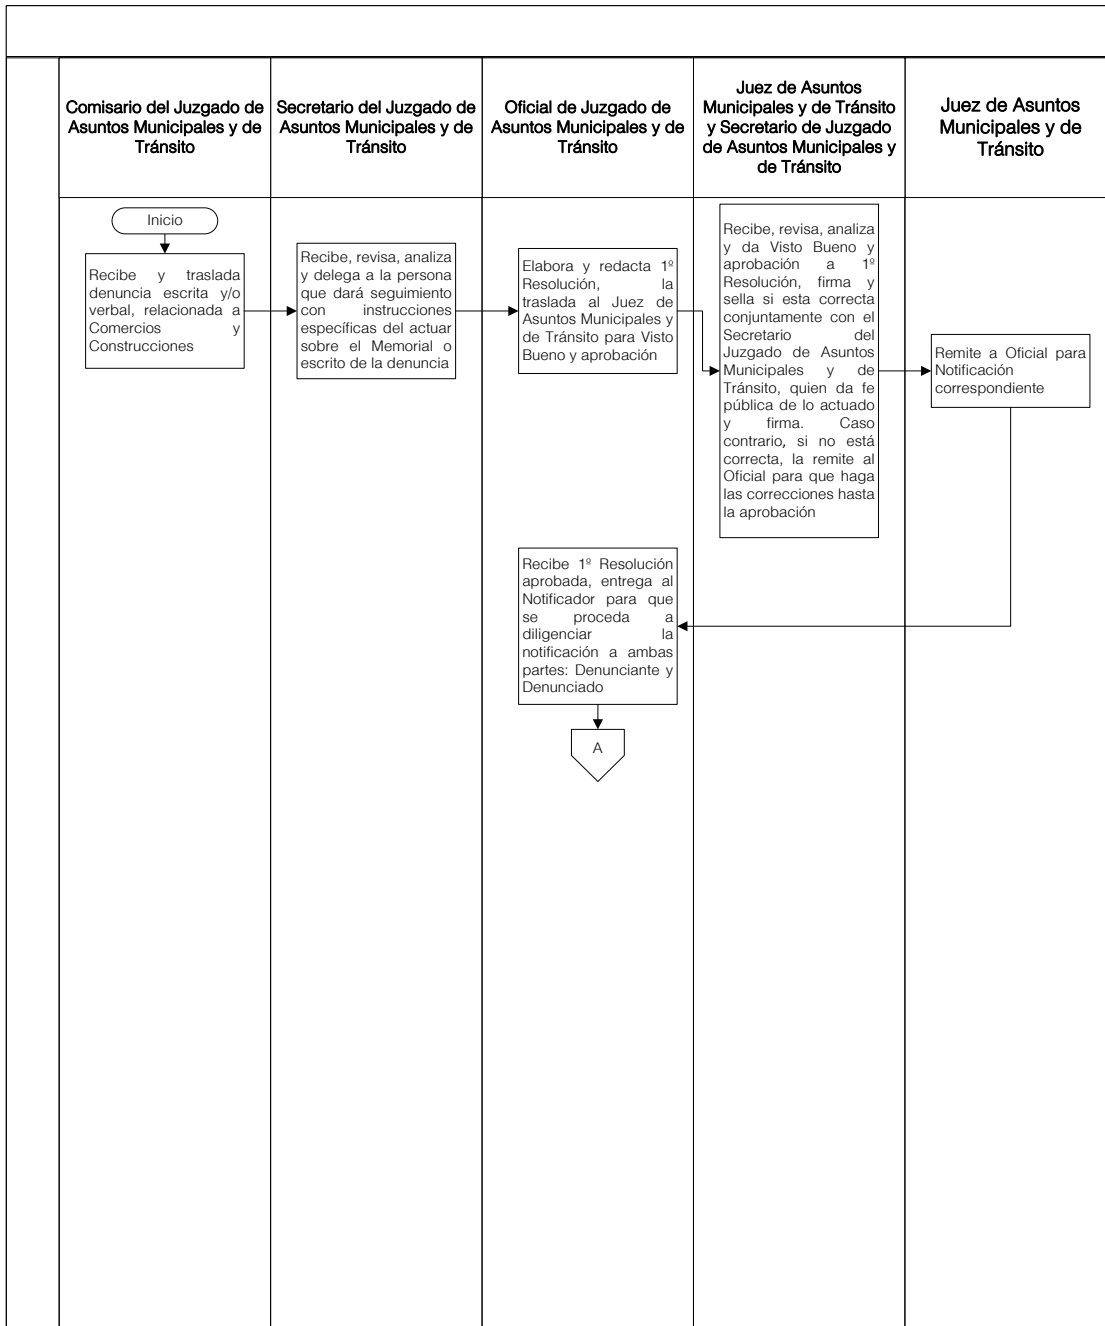 Comisario del Juzgado de
Asuntos Municipales y de
Tránsito
Secretario del Juzgado de
Asuntos Municipales y de
Tránsito
Oficial de Juzgado de
Asuntos Municipales y de
Tránsito
Juez de Asuntos
Municipales y de Tránsito
y Secretario de Juzgado
de Asuntos Municipales y
de Tránsito
Juez de Asuntos
Municipales y de
Tránsito
Inicio
Recibe y traslada
denuncia escrita y/o
verbal, relacionada a
Comercios y
Construcciones
Recibe, revisa, analiza
y delega a la persona
que dará seguimiento
con instrucciones
específicas del actuar
sobre el Memorial o
escrito de la denuncia
Elabora y redacta 1º
Resolución, la
traslada al Juez de
Asuntos Municipales y
de Tránsito para Visto
Bueno y aprobación
Recibe, revisa, analiza
y da Visto Bueno y
aprobación a 1º
Resolución, firma y
sella si esta correcta
conjuntamente con el
Secretario del
Juzgado de Asuntos
Municipales y de
Tránsito, quien da fe
pública de lo actuado
y firma. Caso
contrario, si no está
correcta, la remite al
Oficial para que haga
las correcciones hasta
la aprobación
Remite a Oficial para
Notificación
correspondiente
Recibe 1º Resolución
aprobada, entrega al
Notificador para que
se proceda a
diligenciar la
notificación a ambas
partes: Denunciante y
Denunciado
A